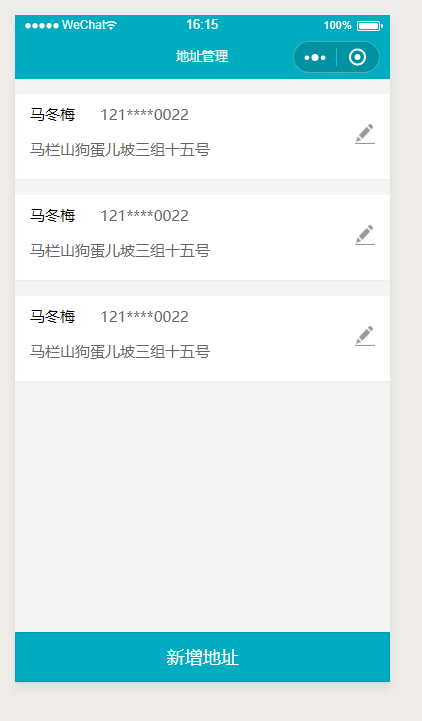 ●●●●● WeChat 16:15 100%
地址管理
马冬梅 121****0022
马栏山狗蛋儿坡三组十五号
马冬梅 121****0022
马栏山狗蛋儿坡三组十五号
马冬梅 121****0022
马栏山狗蛋儿坡三组十五号
新增地址